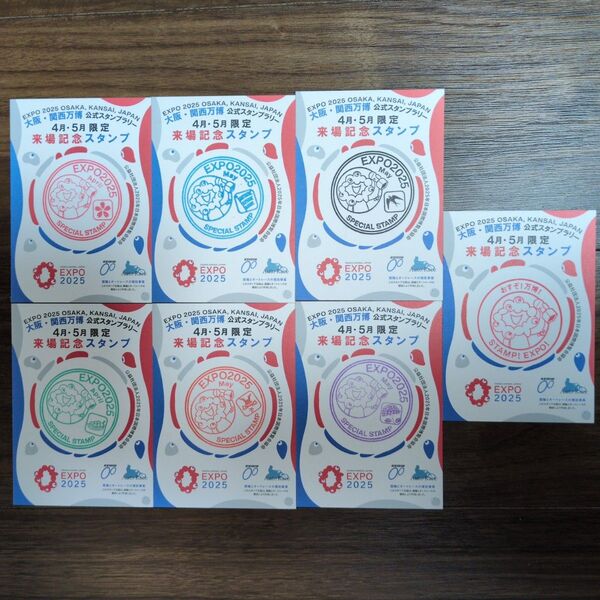 EXPO 2025 OSAKA, KANSAI, JAPAN
大阪・関西万博 公式スタンプラリー
4月・5月 限定
来場記念スタンプ
EXPO2025
SPECIAL STAMP
EXPO
2025
EXPO 2025 OSAKA, KANSAI, JAPAN
大阪・関西万博 公式スタンプラリー
4月・5月 限定
来場記念スタンプ
EXPO2025
May
SPECIAL STAMP
EXPO
2025
EXPO 2025 OSAKA, KANSAI, JAPAN
大阪・関西万博 公式スタンプラリー
4月・5月 限定
来場記念スタンプ
EXPO2025
May
SPECIAL STAMP
EXPO
2025
EXPO 2025 OSAKA, KANSAI, JAPAN
大阪・関西万博 公式スタンプラリー
4月・5月 限定
来場記念スタンプ
おすぞ!万博!
STAMP! EXPO!
EXPO
2025
EXPO 2025 OSAKA, KANSAI, JAPAN
大阪・関西万博 公式スタンプラリー
4月・5月 限定
来場記念スタンプ
EXPO2025
SPECIAL STAMP
EXPO
2025
EXPO 2025 OSAKA, KANSAI, JAPAN
大阪・関西万博 公式スタンプラリー
4月・5月 限定
来場記念スタンプ
EXPO2025
May
SPECIAL STAMP
EXPO
2025
EXPO 2025 OSAKA, KANSAI, JAPAN
大阪・関西万博 公式スタンプラリー
4月・5月 限定
来場記念スタンプ
EXPO2025
May
SPECIAL STAMP
EXPO
2025